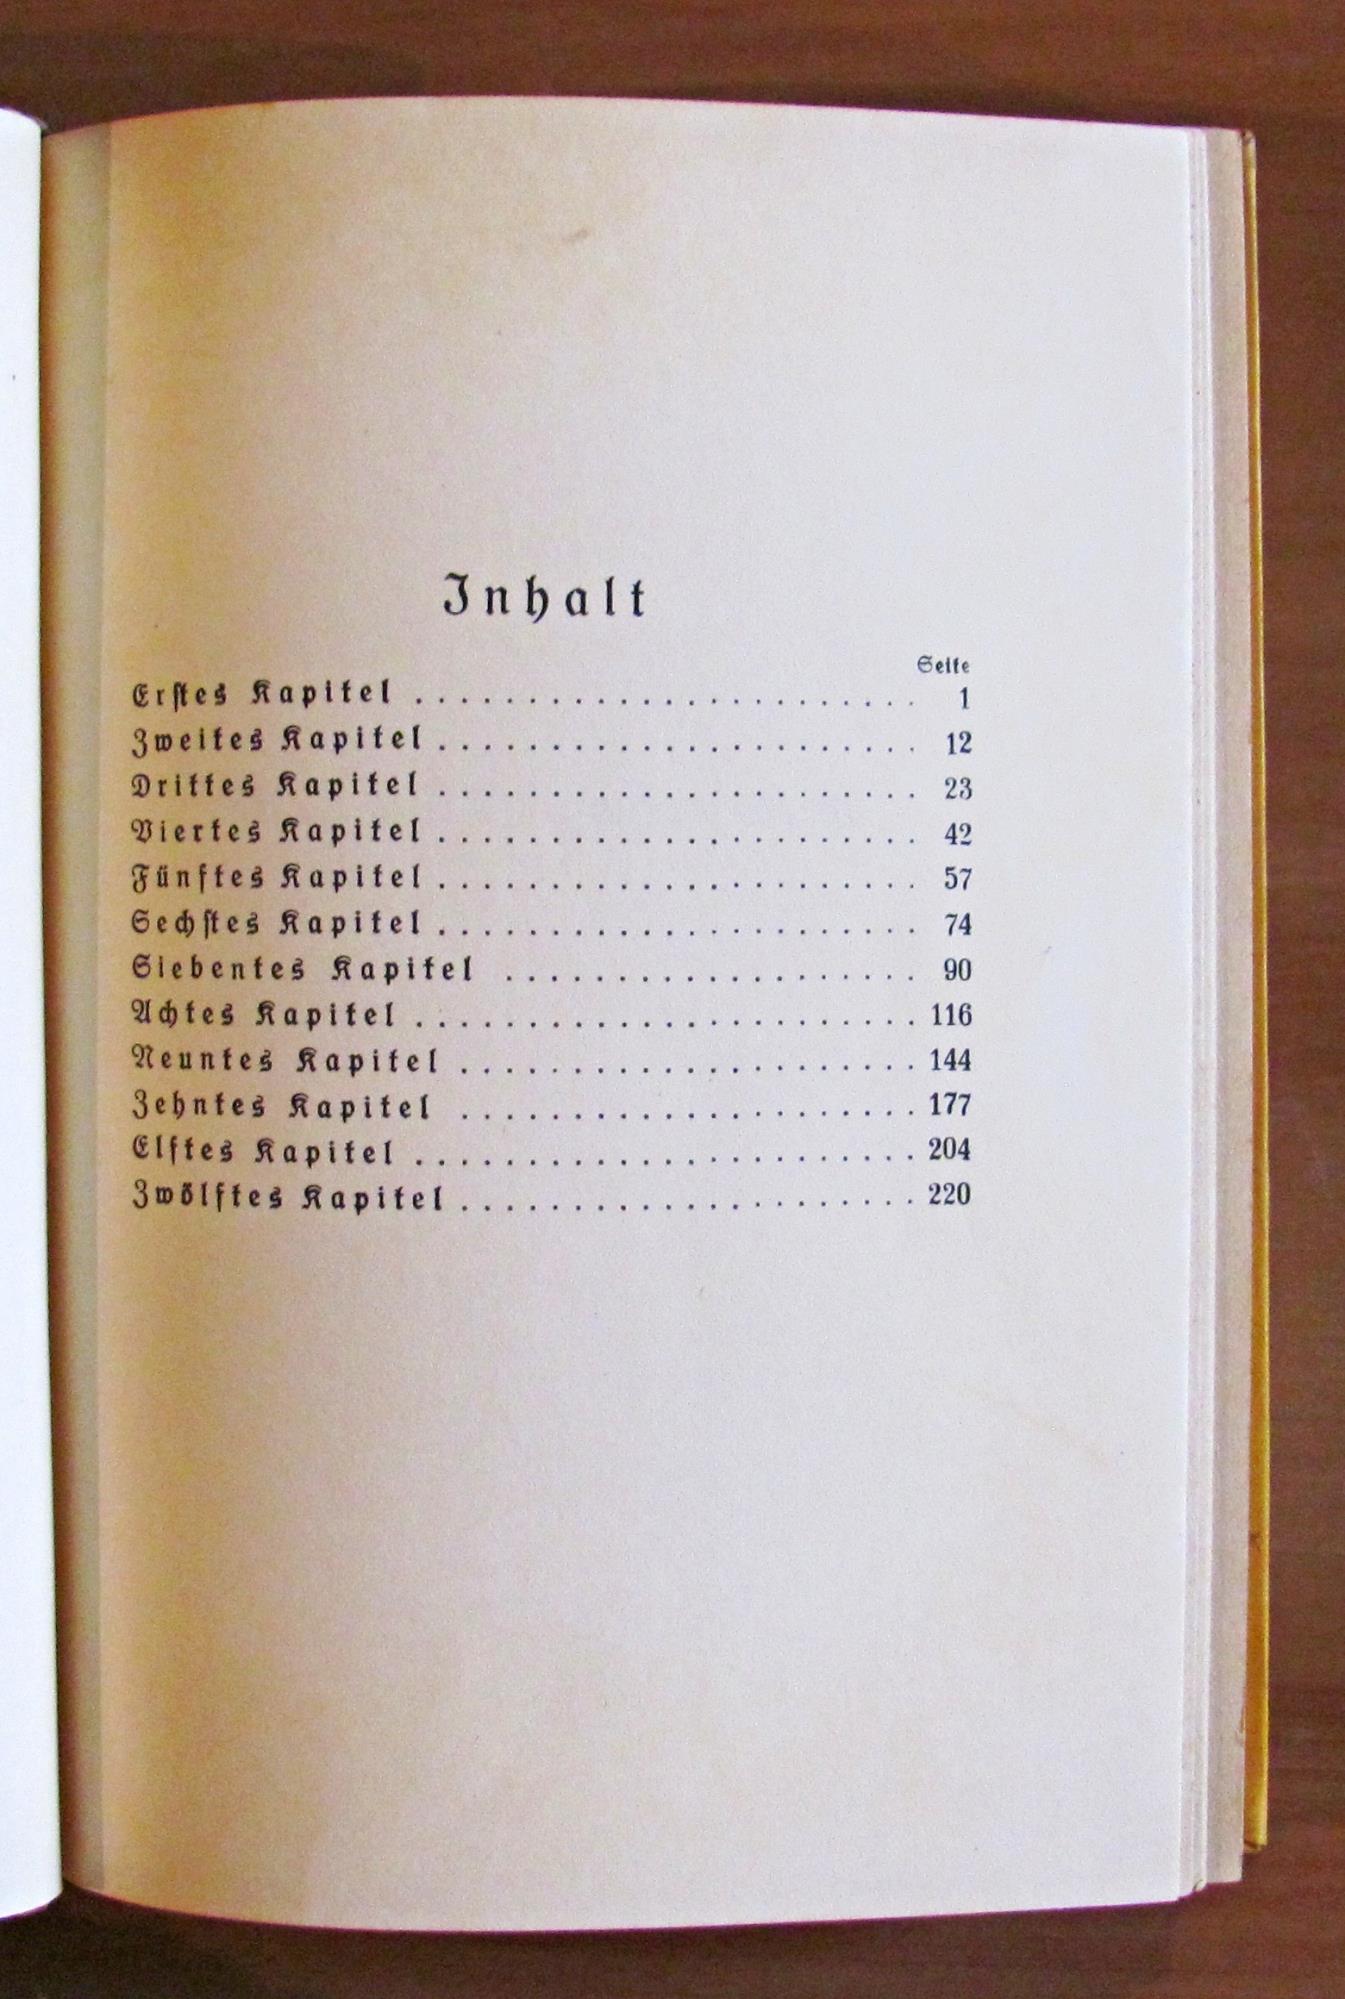 Inhalt
Seite
Erstes Kapitel . . . . . . . . . . . . . . . . . . . . . . 1
Zweites Kapitel . . . . . . . . . . . . . . . . . . . . . 12
Drittes Kapitel . . . . . . . . . . . . . . . . . . . . . 23
Viertes Kapitel . . . . . . . . . . . . . . . . . . . . . 42
Fünftes Kapitel . . . . . . . . . . . . . . . . . . . . . 57
Sechstes Kapitel . . . . . . . . . . . . . . . . . . . . . 74
Siebentes Kapitel . . . . . . . . . . . . . . . . . . 90
Achtes Kapitel . . . . . . . . . . . . . . . . . . . . . . 116
Neuntes Kapitel . . . . . . . . . . . . . . . . . . . . 144
Zehntes Kapitel . . . . . . . . . . . . . . . . . . . . 177
Elftes Kapitel . . . . . . . . . . . . . . . . . . . . . . 204
Zwölftes Kapitel . . . . . . . . . . . . . . . . . . . . 220